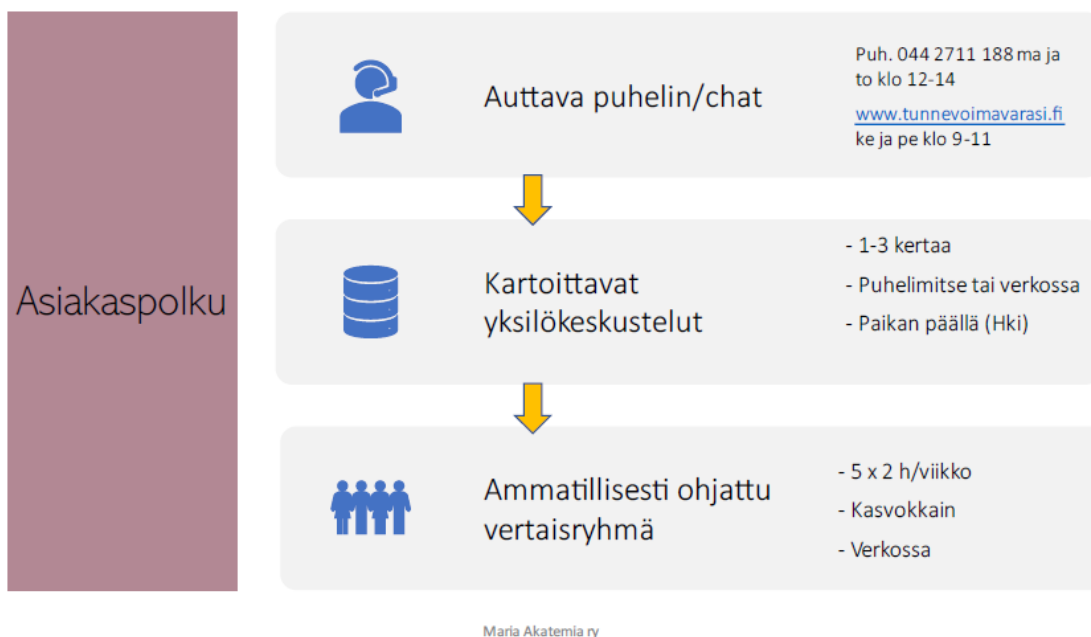 Asiakaspolku
Auttava puhelin/chat
Puh. 044 2711 188 ma ja
to klo 12-14
www.tunnevoimavarasi.fi
ke ja pe klo 9-11
Kartoittavat
yksilökeskustelut
- 1-3 kertaa
- Puhelimitse tai verkossa
- Paikan päällä (Hki)
Ammatillisesti ohjattu
vertaisryhmä
- 5 x 2 h/viikko
- Kasvokkain
- Verkossa
Maria Akatemia ry